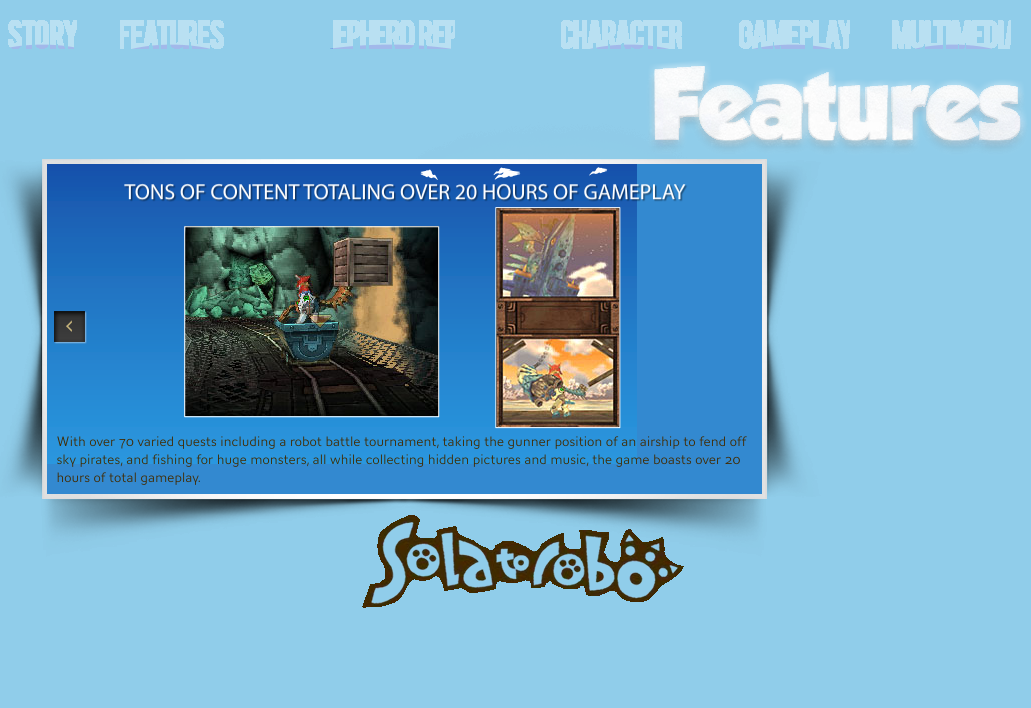 STORY FEATURES EPHERD REP CHARACTER GAMEPLAY MULTIMEDIA
Features
TONS OF CONTENT TOTALING OVER 20 HOURS OF GAMEPLAY
With over 70 varied quests including a robot battle tournament, taking the gunner position of an airship to fend off
sky pirates, and fishing for huge monsters, all while collecting hidden pictures and music, the game boasts over 20
hours of total gameplay.
Solatorobo